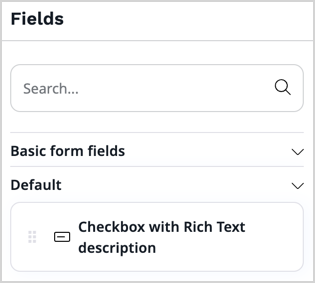 Fields
Search...
Basic form fields
Default
Checkbox with Rich Text
description